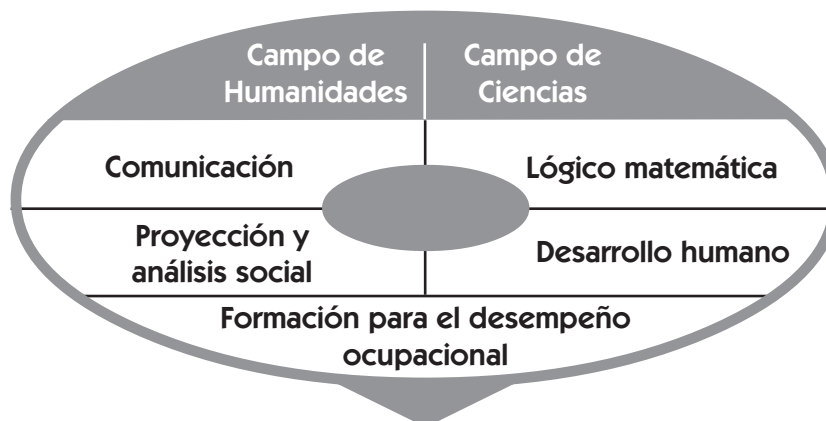 Campo de
Humanidades
Campo de
Ciencias
Comunicación
Lógico matemática
Proyección y
análisis social
Desarrollo humano
Formación para el desempeño
ocupacional